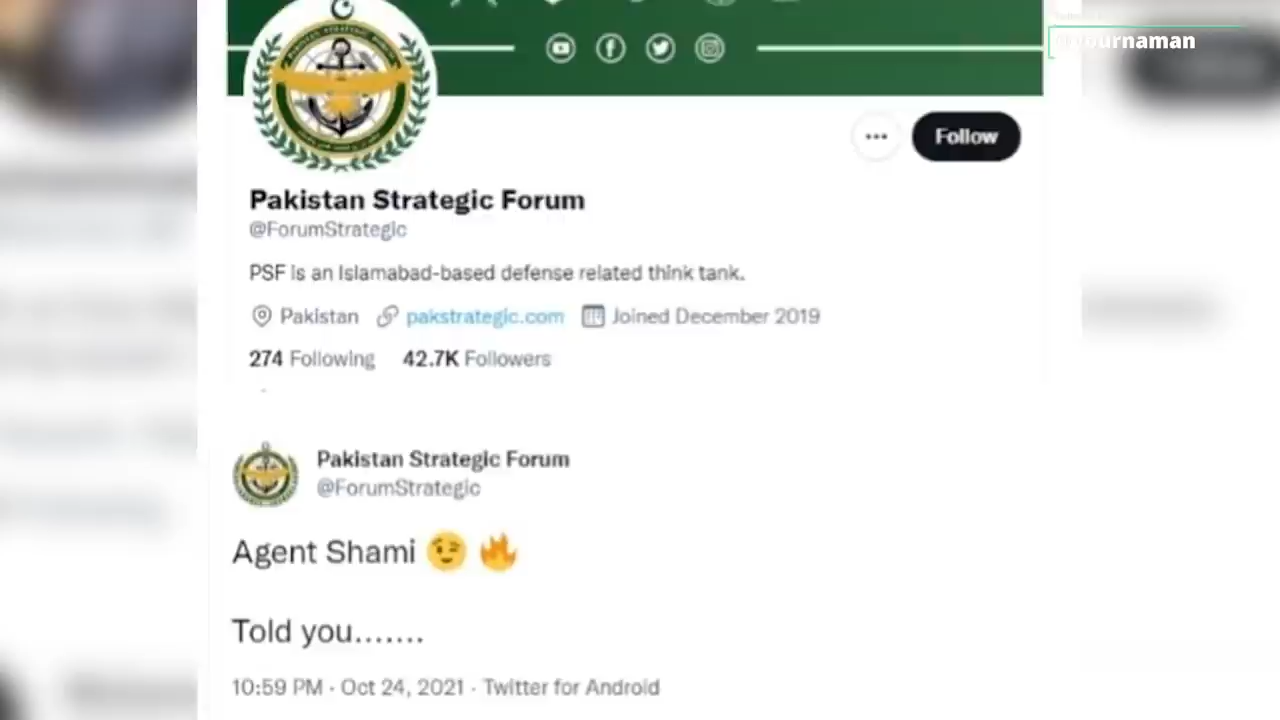 Follow
Pakistan Strategic Forum
@ForumStrategic
PSF is an Islamabad-based defense related think tank.
Pakistan pakstrategic.com Joined December 2019
274 Following 42.7K Followers
Pakistan Strategic Forum
@ForumStrategic
Agent Shami 😉 🔥
Told you.......
10:59 PM · Oct 24, 2021 · Twitter for Android